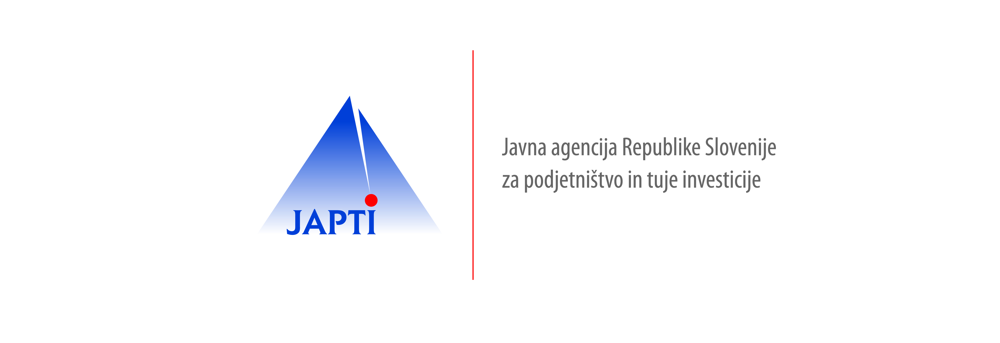 JAPTI
Javna agencija Republike Slovenije
za podjetništvo in tuje investicije